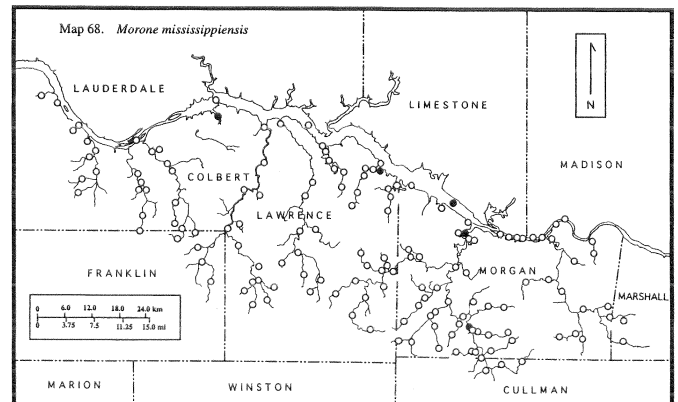 Map 68. Morone mississippiensis
LAUDERDALE
LIMESTONE
N
MADISON
COLBERT
LAWRENCE
FRANKLIN
MORGAN
MARSHALL
0 6.0 12.0 18.0 24.0 km
0 3.75 7.5 11.25 15.0 mi
MARION
WINSTON
CULLMAN